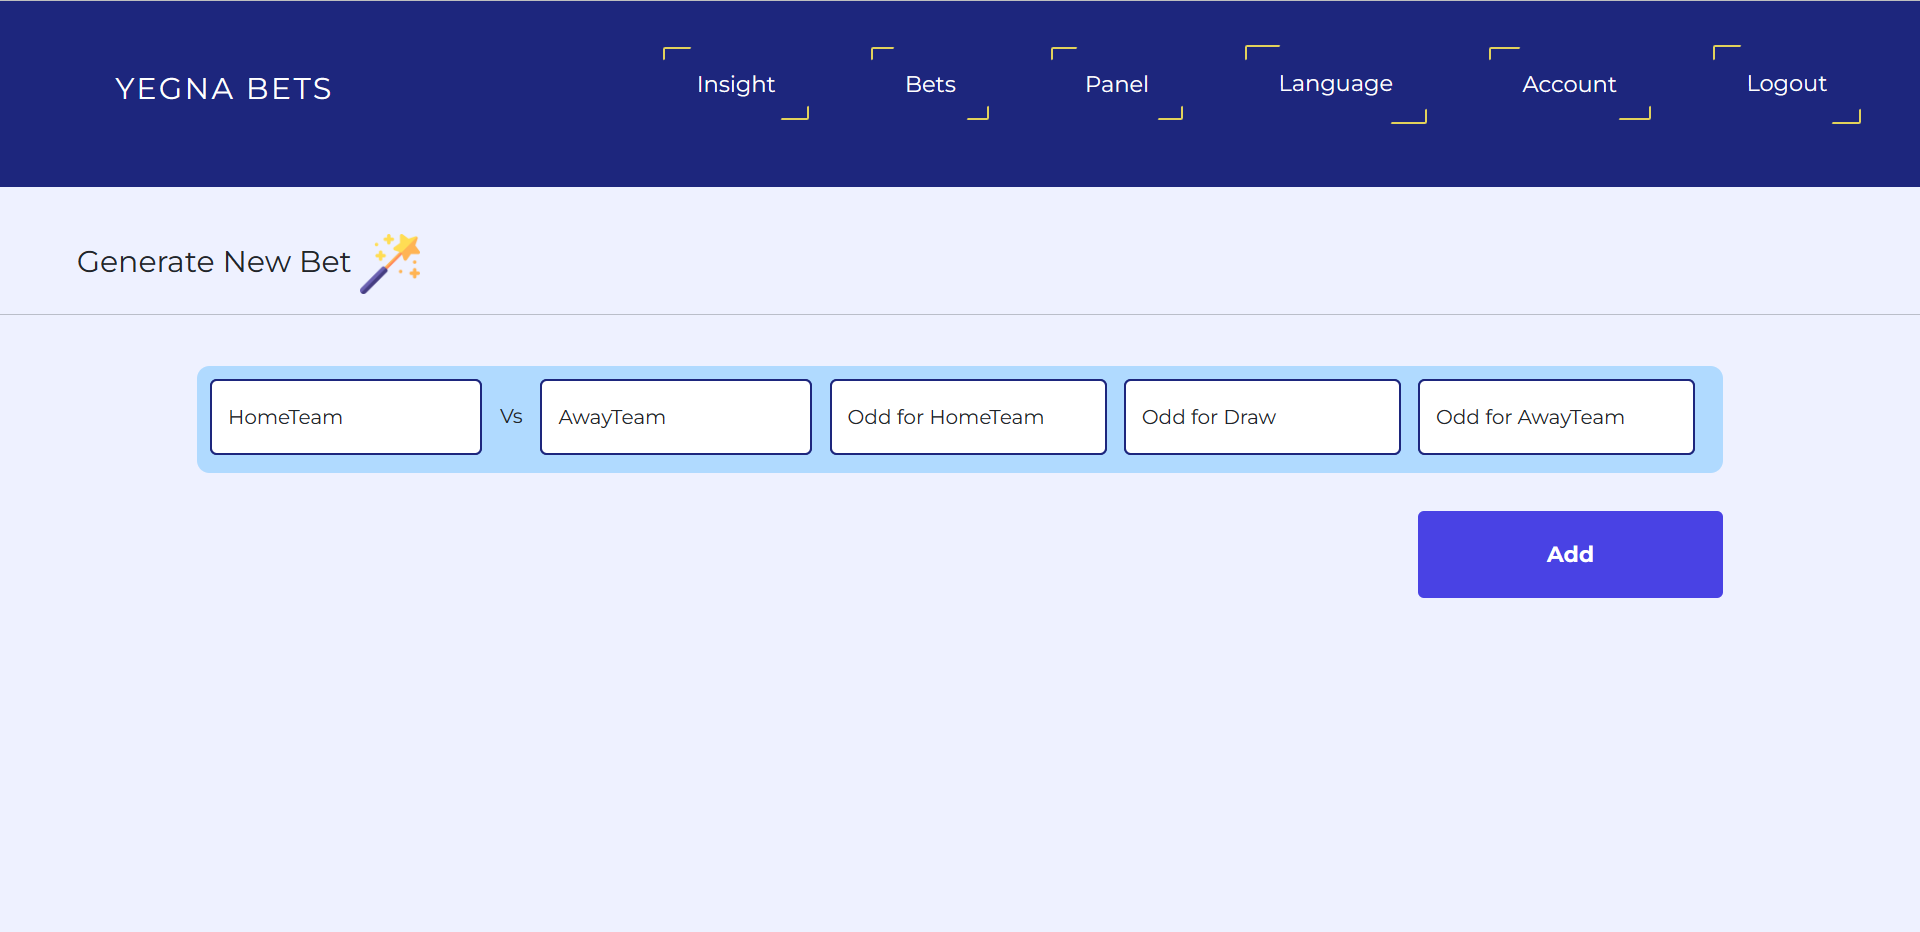 YEGNA BETS
Insight
Bets
Panel
Language
Account
Logout
Generate New Bet
HomeTeam
Vs
AwayTeam
Odd for HomeTeam
Odd for Draw
Odd for AwayTeam
Add